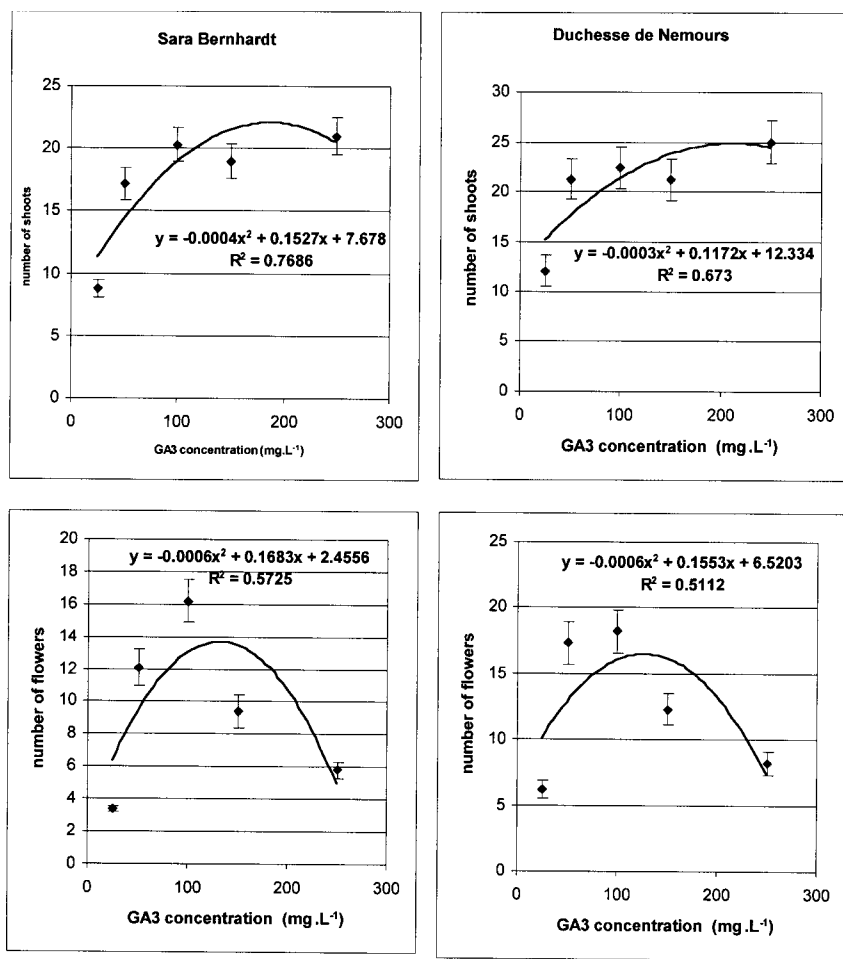 Sara Bernhardt
25
20
15
10
5
0
number of shoots
y = -0.0004x² + 0.1527x + 7.678
R² = 0.7686
0 100 200 300
GA3 concentration (mg.L⁻¹)
Duchesse de Nemours
30
25
20
15
10
5
0
number of shoots
y = -0.0003x² + 0.1172x + 12.334
R² = 0.673
0 100 200 300
GA3 concentration (mg.L⁻¹)
20
18
16
14
12
10
8
6
4
2
0
number of flowers
y = -0.0006x² + 0.1683x + 2.4556
R² = 0.5725
0 100 200 300
GA3 concentration (mg.L⁻¹)
25
20
15
10
5
0
number of flowers
y = -0.0006x² + 0.1553x + 6.5203
R² = 0.5112
0 100 200 300
GA3 concentration (mg.L⁻¹)